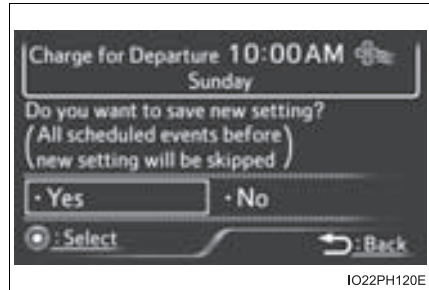 Charge for Departure 10:00AM
Sunday
Do you want to save new setting?
(All scheduled events before
new setting will be skipped)
・Yes ・No
:Select :Back
IO22PH120E